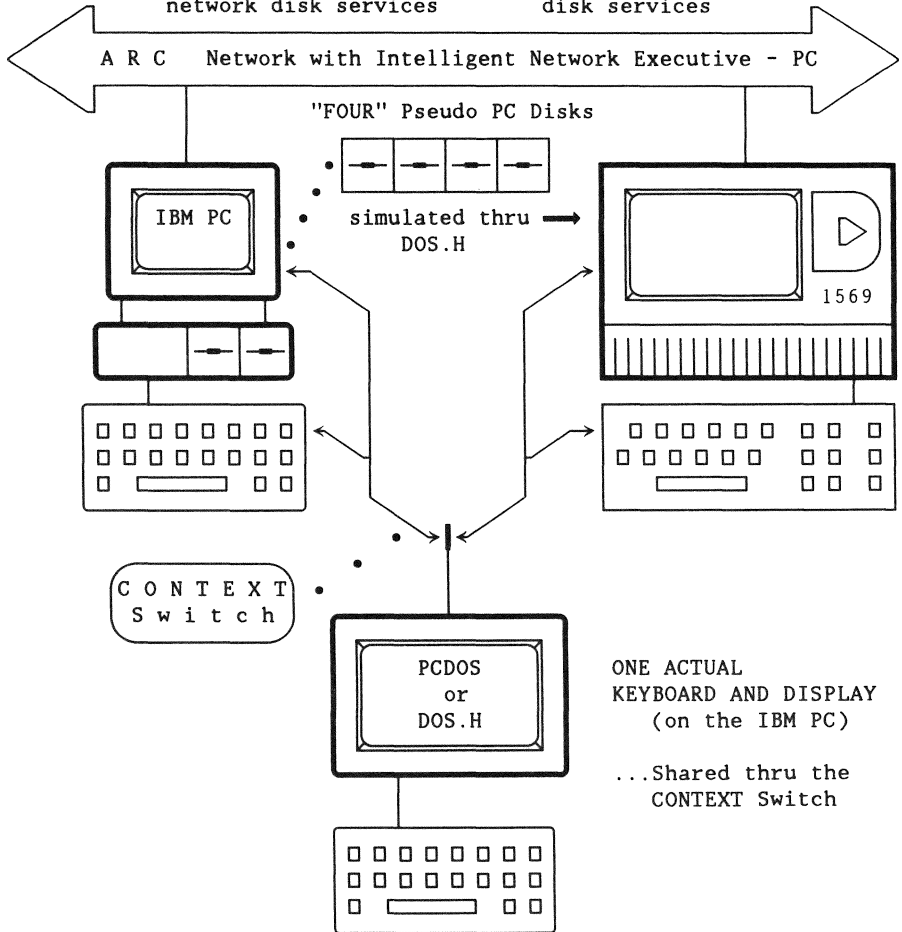 network disk services disk services
A R C Network with Intelligent Network Executive - PC
"FOUR" Pseudo PC Disks
IBM PC
simulated thru
DOS.H
1569
C O N T E X T
S w i t c h
PCDOS
or
DOS.H
ONE ACTUAL
KEYBOARD AND DISPLAY
(on the IBM PC)
...Shared thru the
CONTEXT Switch